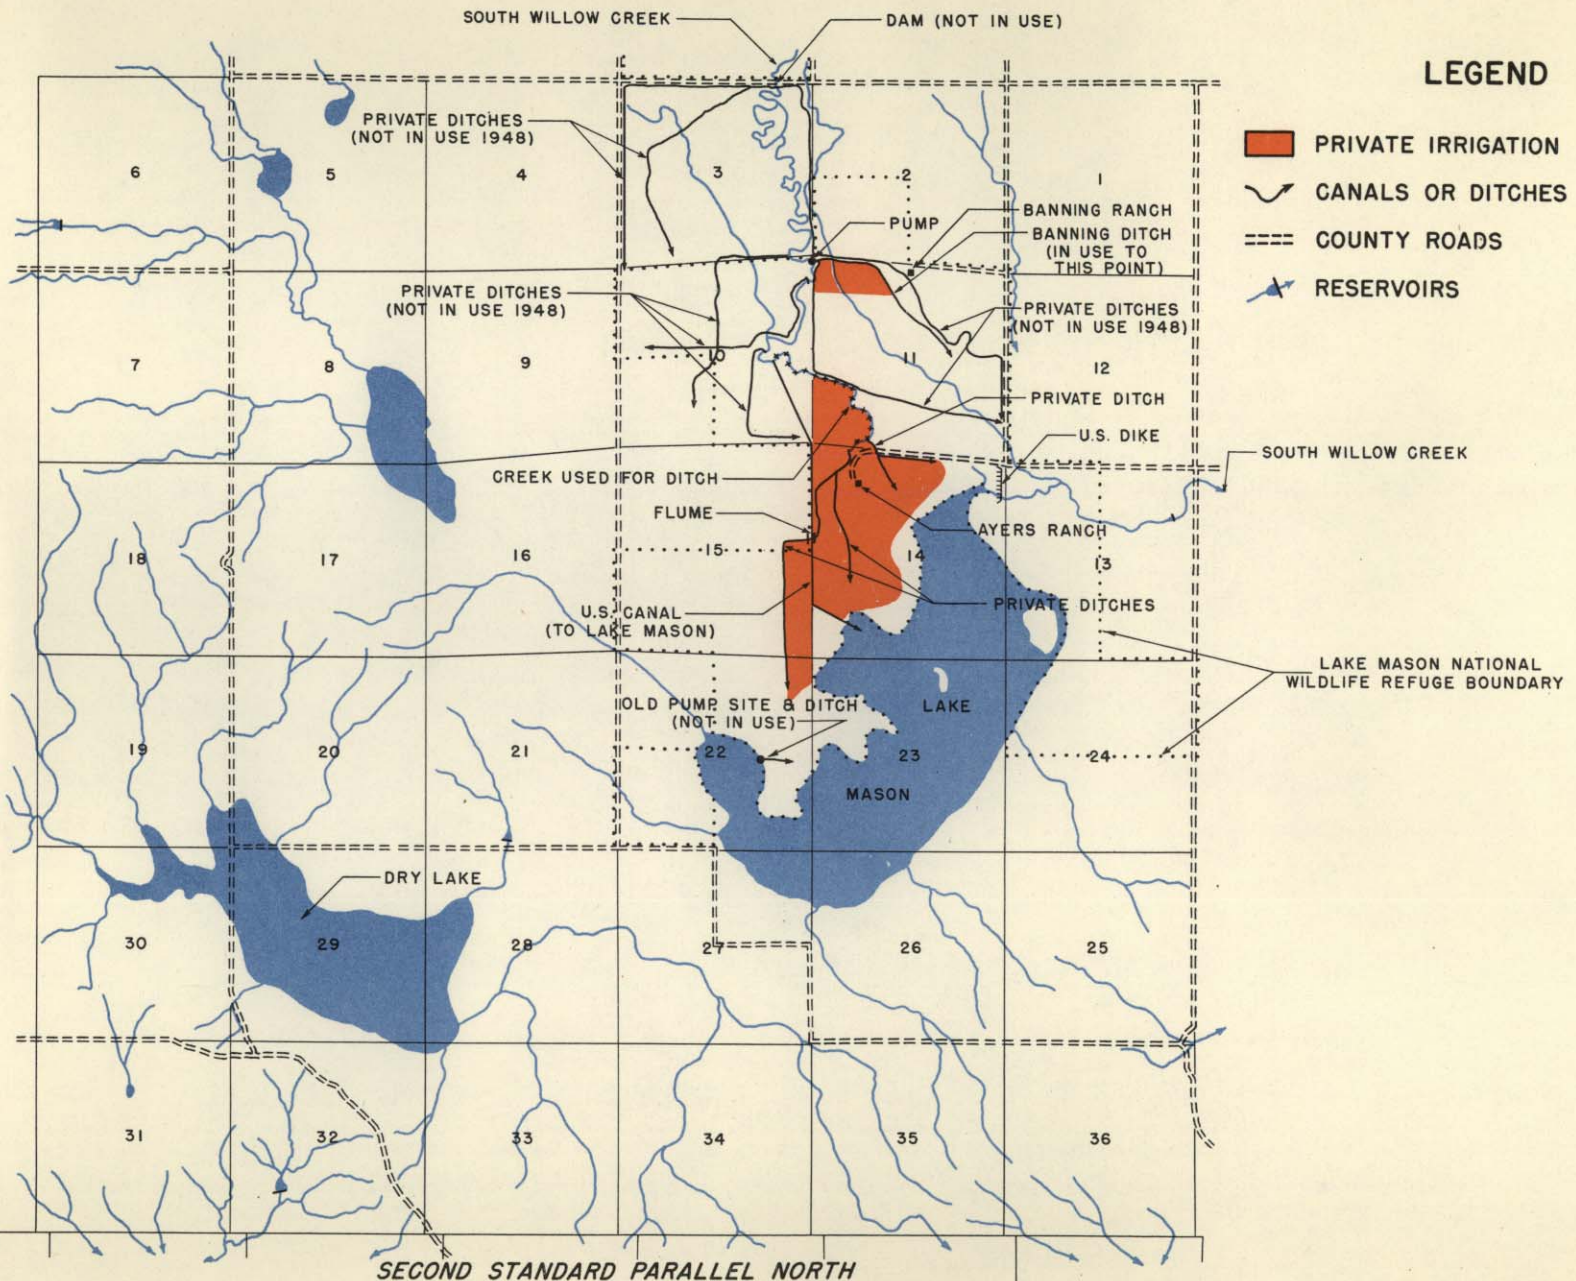 SOUTH WILLOW CREEK
DAM (NOT IN USE)
LEGEND
PRIVATE IRRIGATION
CANALS OR DITCHES
COUNTY ROADS
RESERVOIRS
PRIVATE DITCHES
(NOT IN USE 1948)
6
5
4
3
2
1
PUMP
BANNING RANCH
BANNING DITCH
(IN USE TO
THIS POINT)
PRIVATE DITCHES
(NOT IN USE 1948)
PRIVATE DITCHES
(NOT IN USE 1948)
7
8
9
10
11
12
PRIVATE DITCH
U.S. DIKE
SOUTH WILLOW CREEK
CREEK USED FOR DITCH
FLUME
AYERS RANCH
18
17
16
15
14
13
U.S. CANAL
(TO LAKE MASON)
PRIVATE DITCHES
LAKE MASON NATIONAL
WILDLIFE REFUGE BOUNDARY
OLD PUMP SITE & DITCH
(NOT IN USE)
LAKE
MASON
19
20
21
22
23
24
DRY LAKE
30
29
28
27
26
25
31
32
33
34
35
36
SECOND STANDARD PARALLEL NORTH